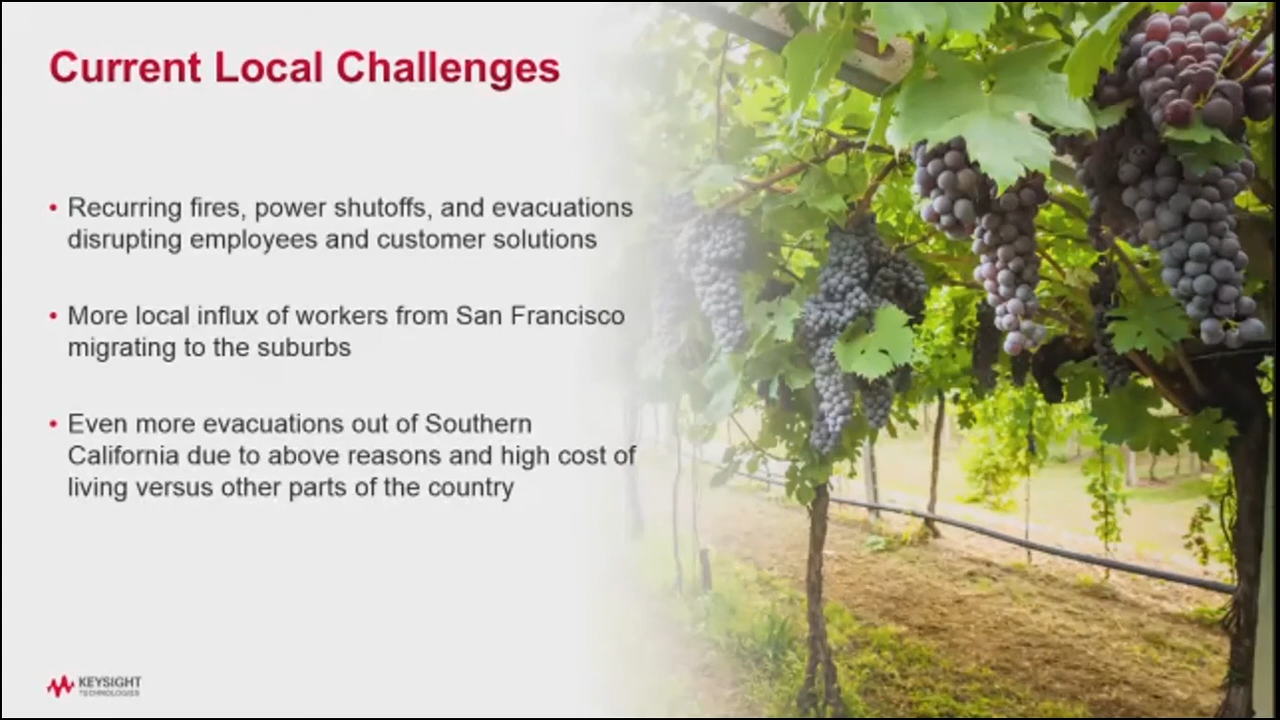 Current Local Challenges
• Recurring fires, power shutoffs, and evacuations
disrupting employees and customer solutions
• More local influx of workers from San Francisco
migrating to the suburbs
• Even more evacuations out of Southern
California due to above reasons and high cost of
living versus other parts of the country
KEYSIGHT
TECHNOLOGIES